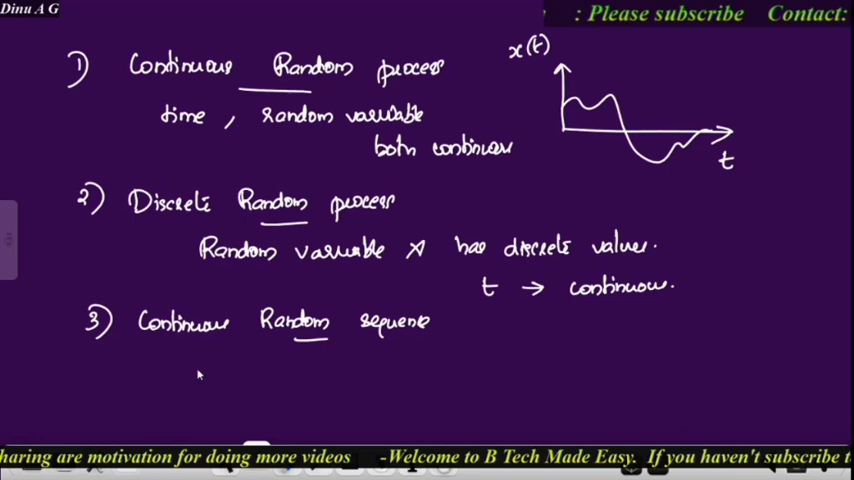 Dinu A G
: Please subscribe Contact:
1) Continuous Random process
x(t)
time , random variable
both continuous
t
2) Discrete Random process
Random variable X has discrete values.
t → continuous.
3) Continuous Random sequence
haring are motivation for doing more videos -Welcome to B Tech Made Easy. If you haven't subscribe to